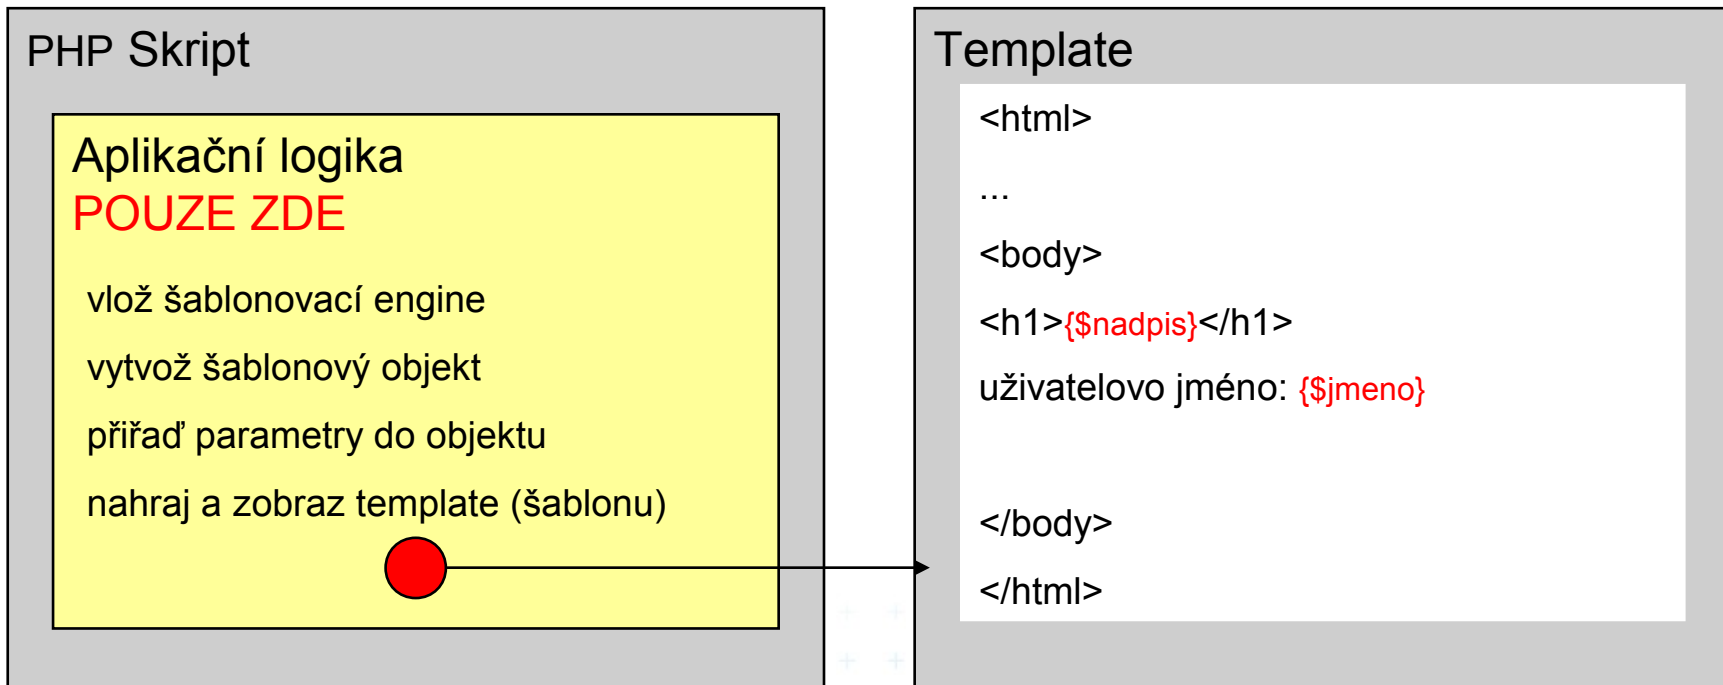 PHP Skript
Aplikační logika
POUZE ZDE
vlož šablonovací engine
vytvož šablonový objekt
přiřaď parametry do objektu
nahraj a zobraz template (šablonu)
Template
<html>
...
<body>
<h1>{$nadpis}</h1>
uživatelovo jméno: {$jmeno}
</body>
</html>